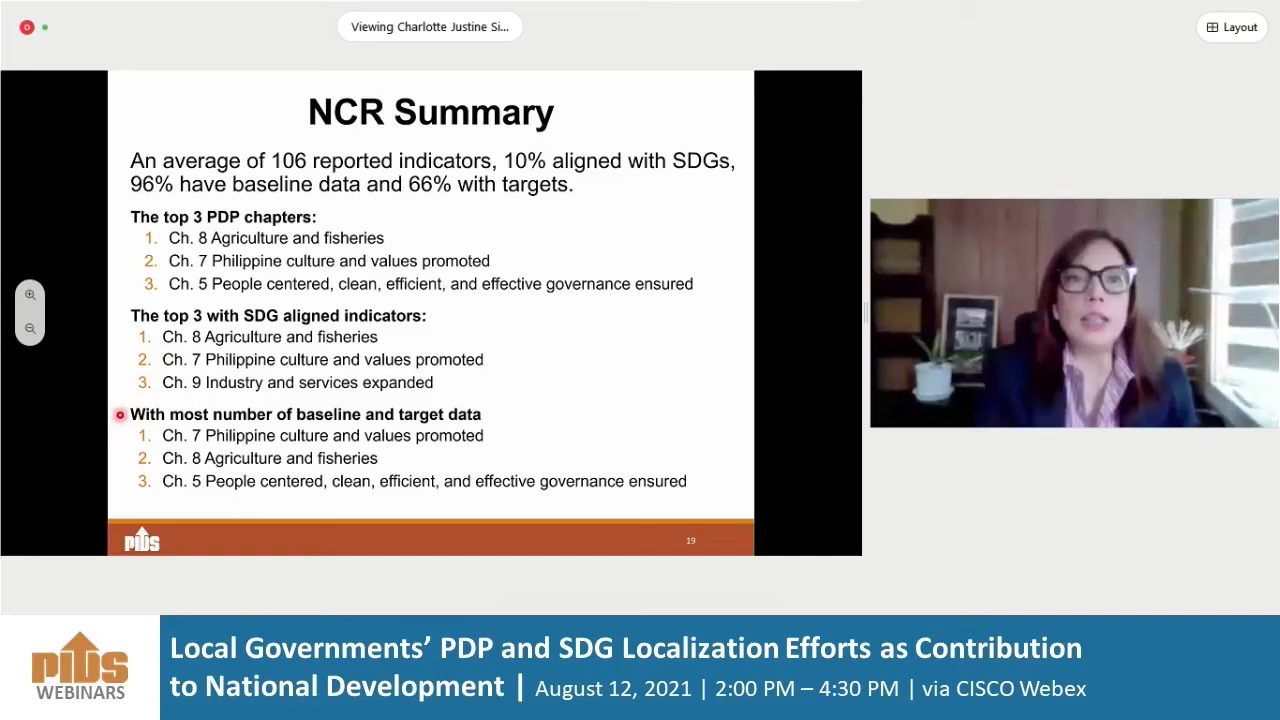 Viewing Charlotte Justine Si...
Layout
NCR Summary
An average of 106 reported indicators, 10% aligned with SDGs,
96% have baseline data and 66% with targets.
The top 3 PDP chapters:
1. Ch. 8 Agriculture and fisheries
2. Ch. 7 Philippine culture and values promoted
3. Ch. 5 People centered, clean, efficient, and effective governance ensured
The top 3 with SDG aligned indicators:
1. Ch. 8 Agriculture and fisheries
2. Ch. 7 Philippine culture and values promoted
3. Ch. 9 Industry and services expanded
With most number of baseline and target data
1. Ch. 7 Philippine culture and values promoted
2. Ch. 8 Agriculture and fisheries
3. Ch. 5 People centered, clean, efficient, and effective governance ensured
PIDS
19
PIDS
WEBINARS
Local Governments’ PDP and SDG Localization Efforts as Contribution
to National Development | August 12, 2021 | 2:00 PM – 4:30 PM | via CISCO Webex